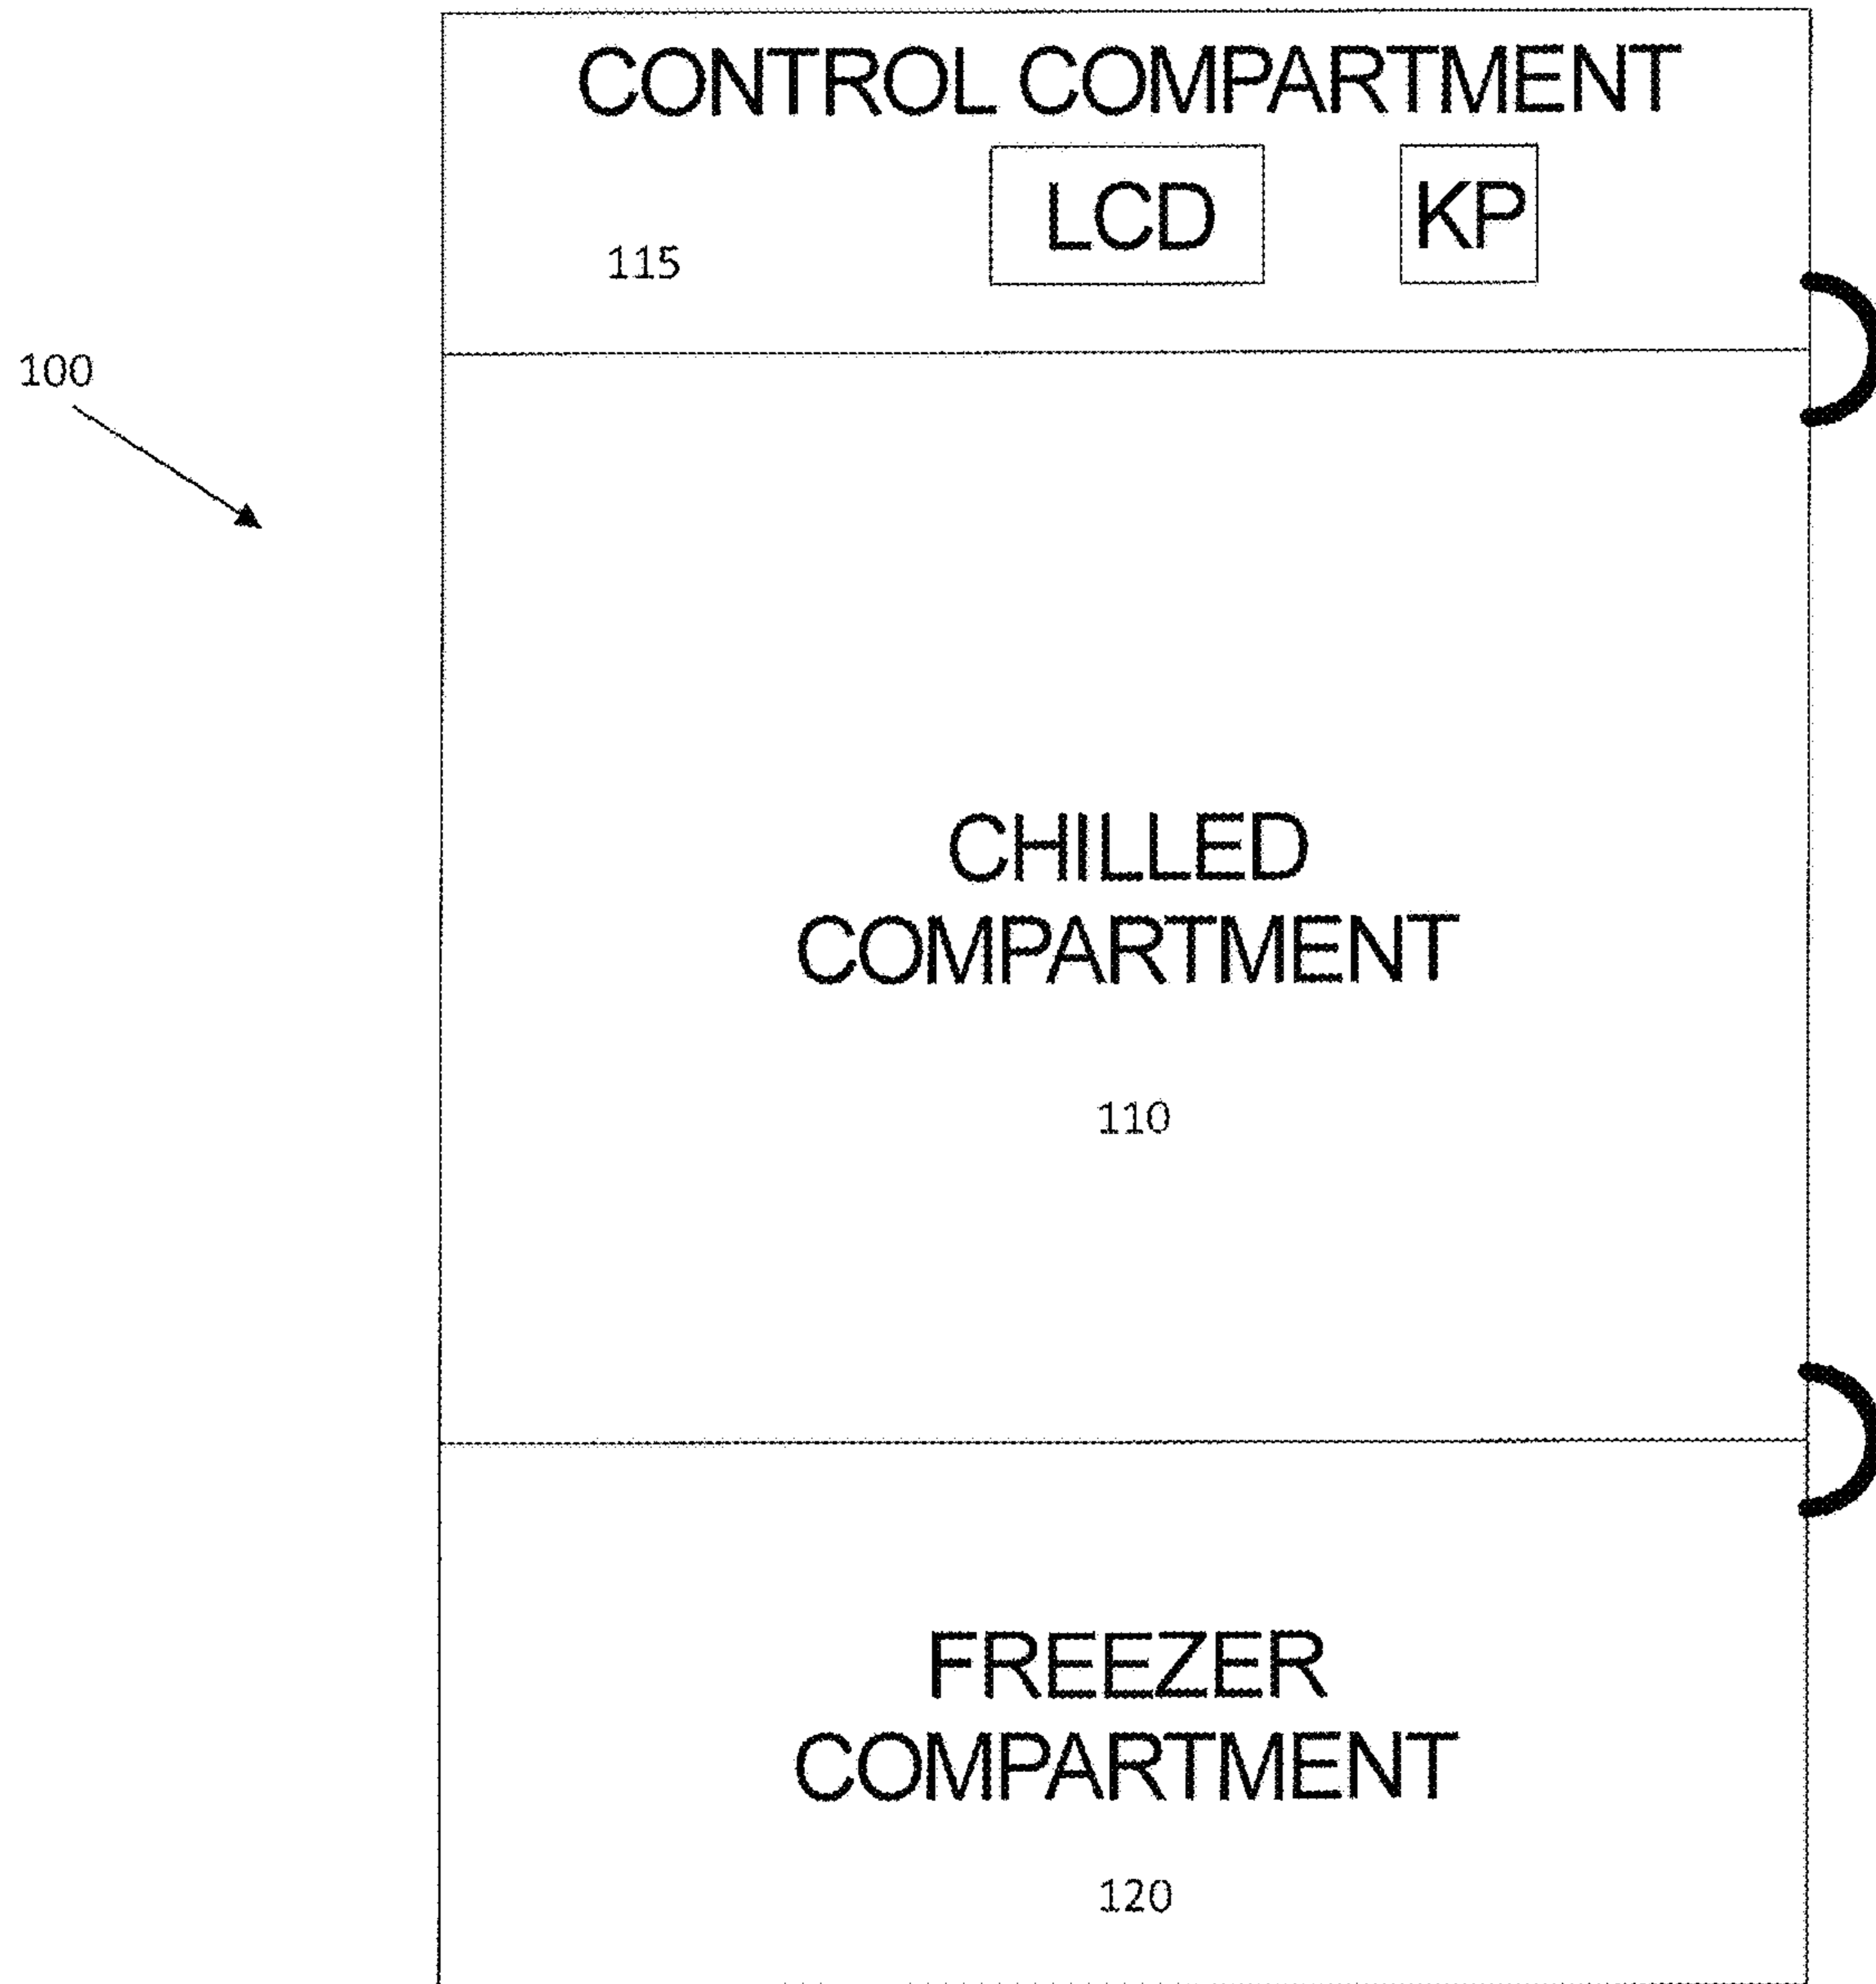 CONTROL COMPARTMENT
LCD KP
115
100
CHILLED
COMPARTMENT
110
FREEZER
COMPARTMENT
120